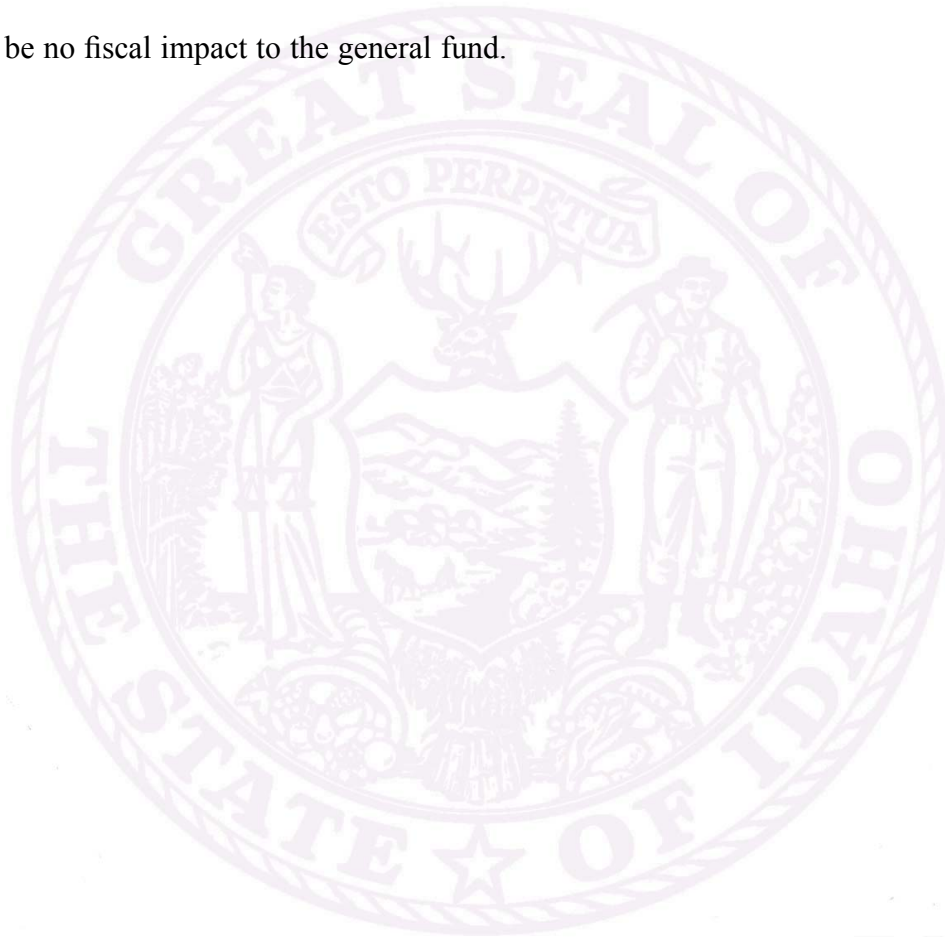 be no fiscal impact to the general fund.
GREAT SEAL OF
ESTO PERPETUA
THE STATE OF IDAHO